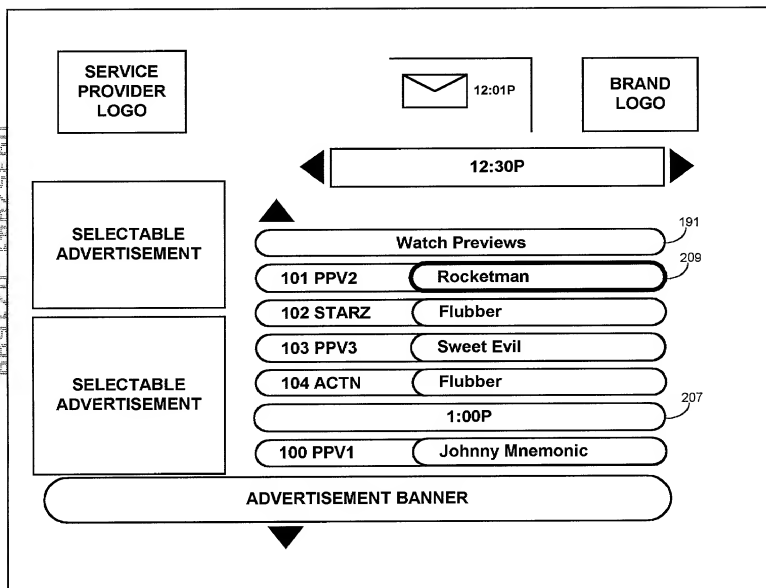 SERVICE
PROVIDER
LOGO
12:01P
BRAND
LOGO
12:30P
SELECTABLE
ADVERTISEMENT
Watch Previews
191
101 PPV2 Rocketman
209
102 STARZ Flubber
103 PPV3 Sweet Evil
SELECTABLE
ADVERTISEMENT
104 ACTN Flubber
1:00P
207
100 PPV1 Johnny Mnemonic
ADVERTISEMENT BANNER